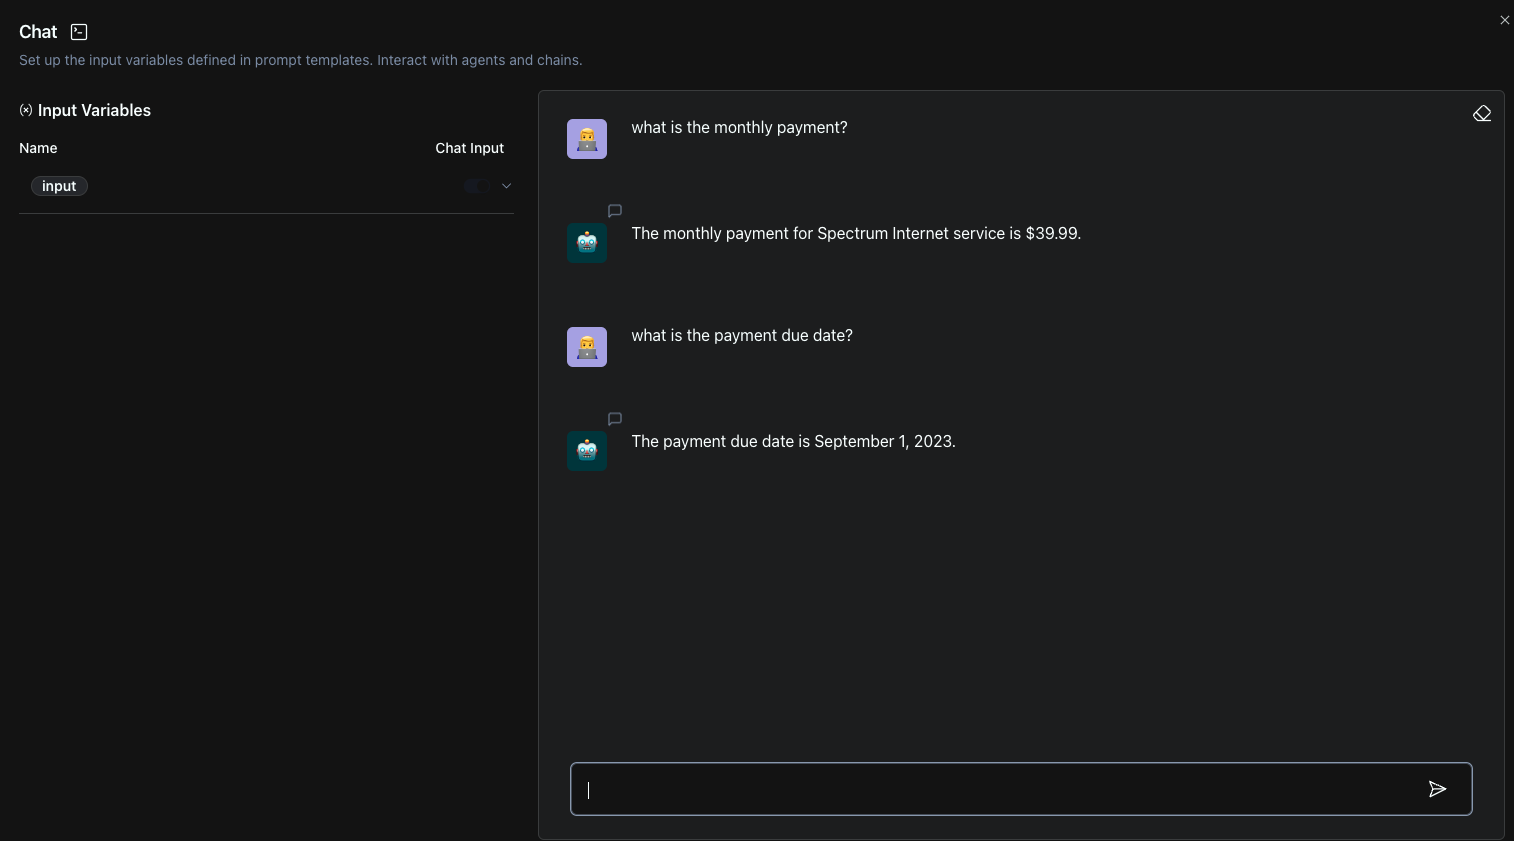 Chat
Set up the input variables defined in prompt templates. Interact with agents and chains.
Input Variables
Name
Chat Input
input
what is the monthly payment?
The monthly payment for Spectrum Internet service is $39.99.
what is the payment due date?
The payment due date is September 1, 2023.